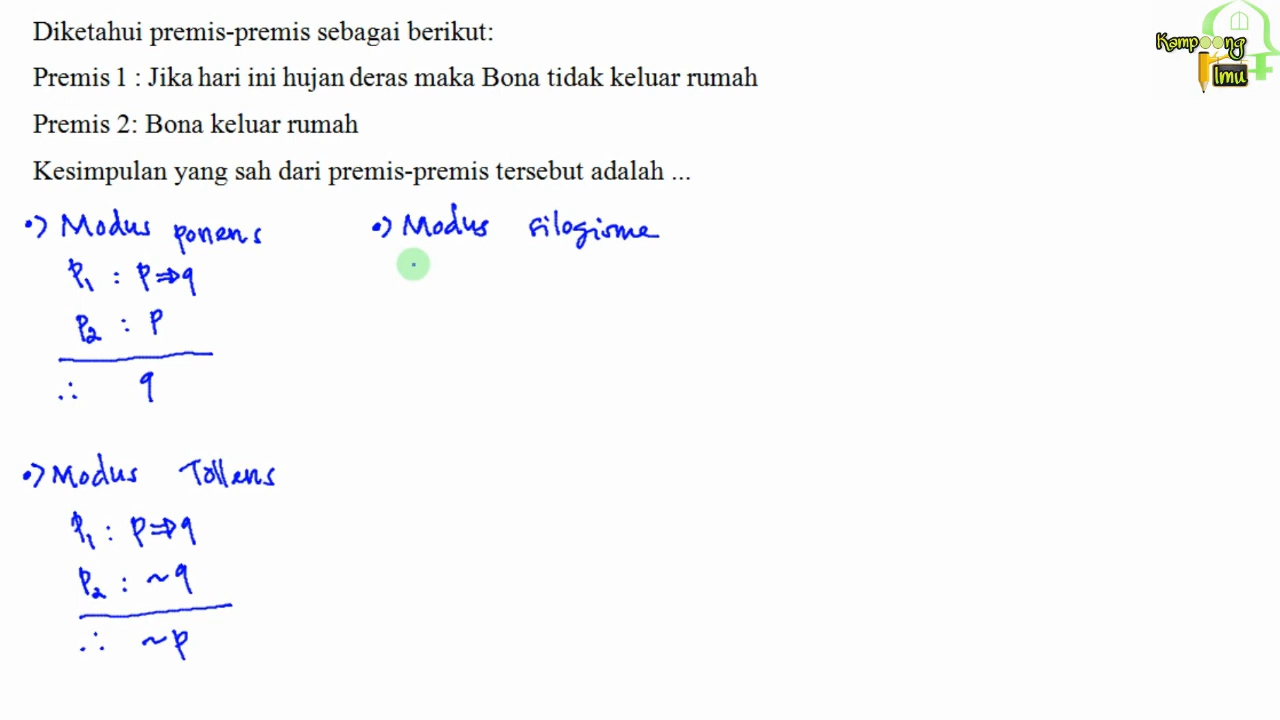 Diketahui premis-premis sebagai berikut:
Premis 1 : Jika hari ini hujan deras maka Bona tidak keluar rumah
Premis 2: Bona keluar rumah
Kesimpulan yang sah dari premis-premis tersebut adalah ...
•) Modus ponens
P₁ : p ⇒ q
P₂ : p
∴ q
•) Modus Tollens
P₁ : p ⇒ q
P₂ : ~q
∴ ~p
•) Modus silogisme
Kampoong
Ilmu